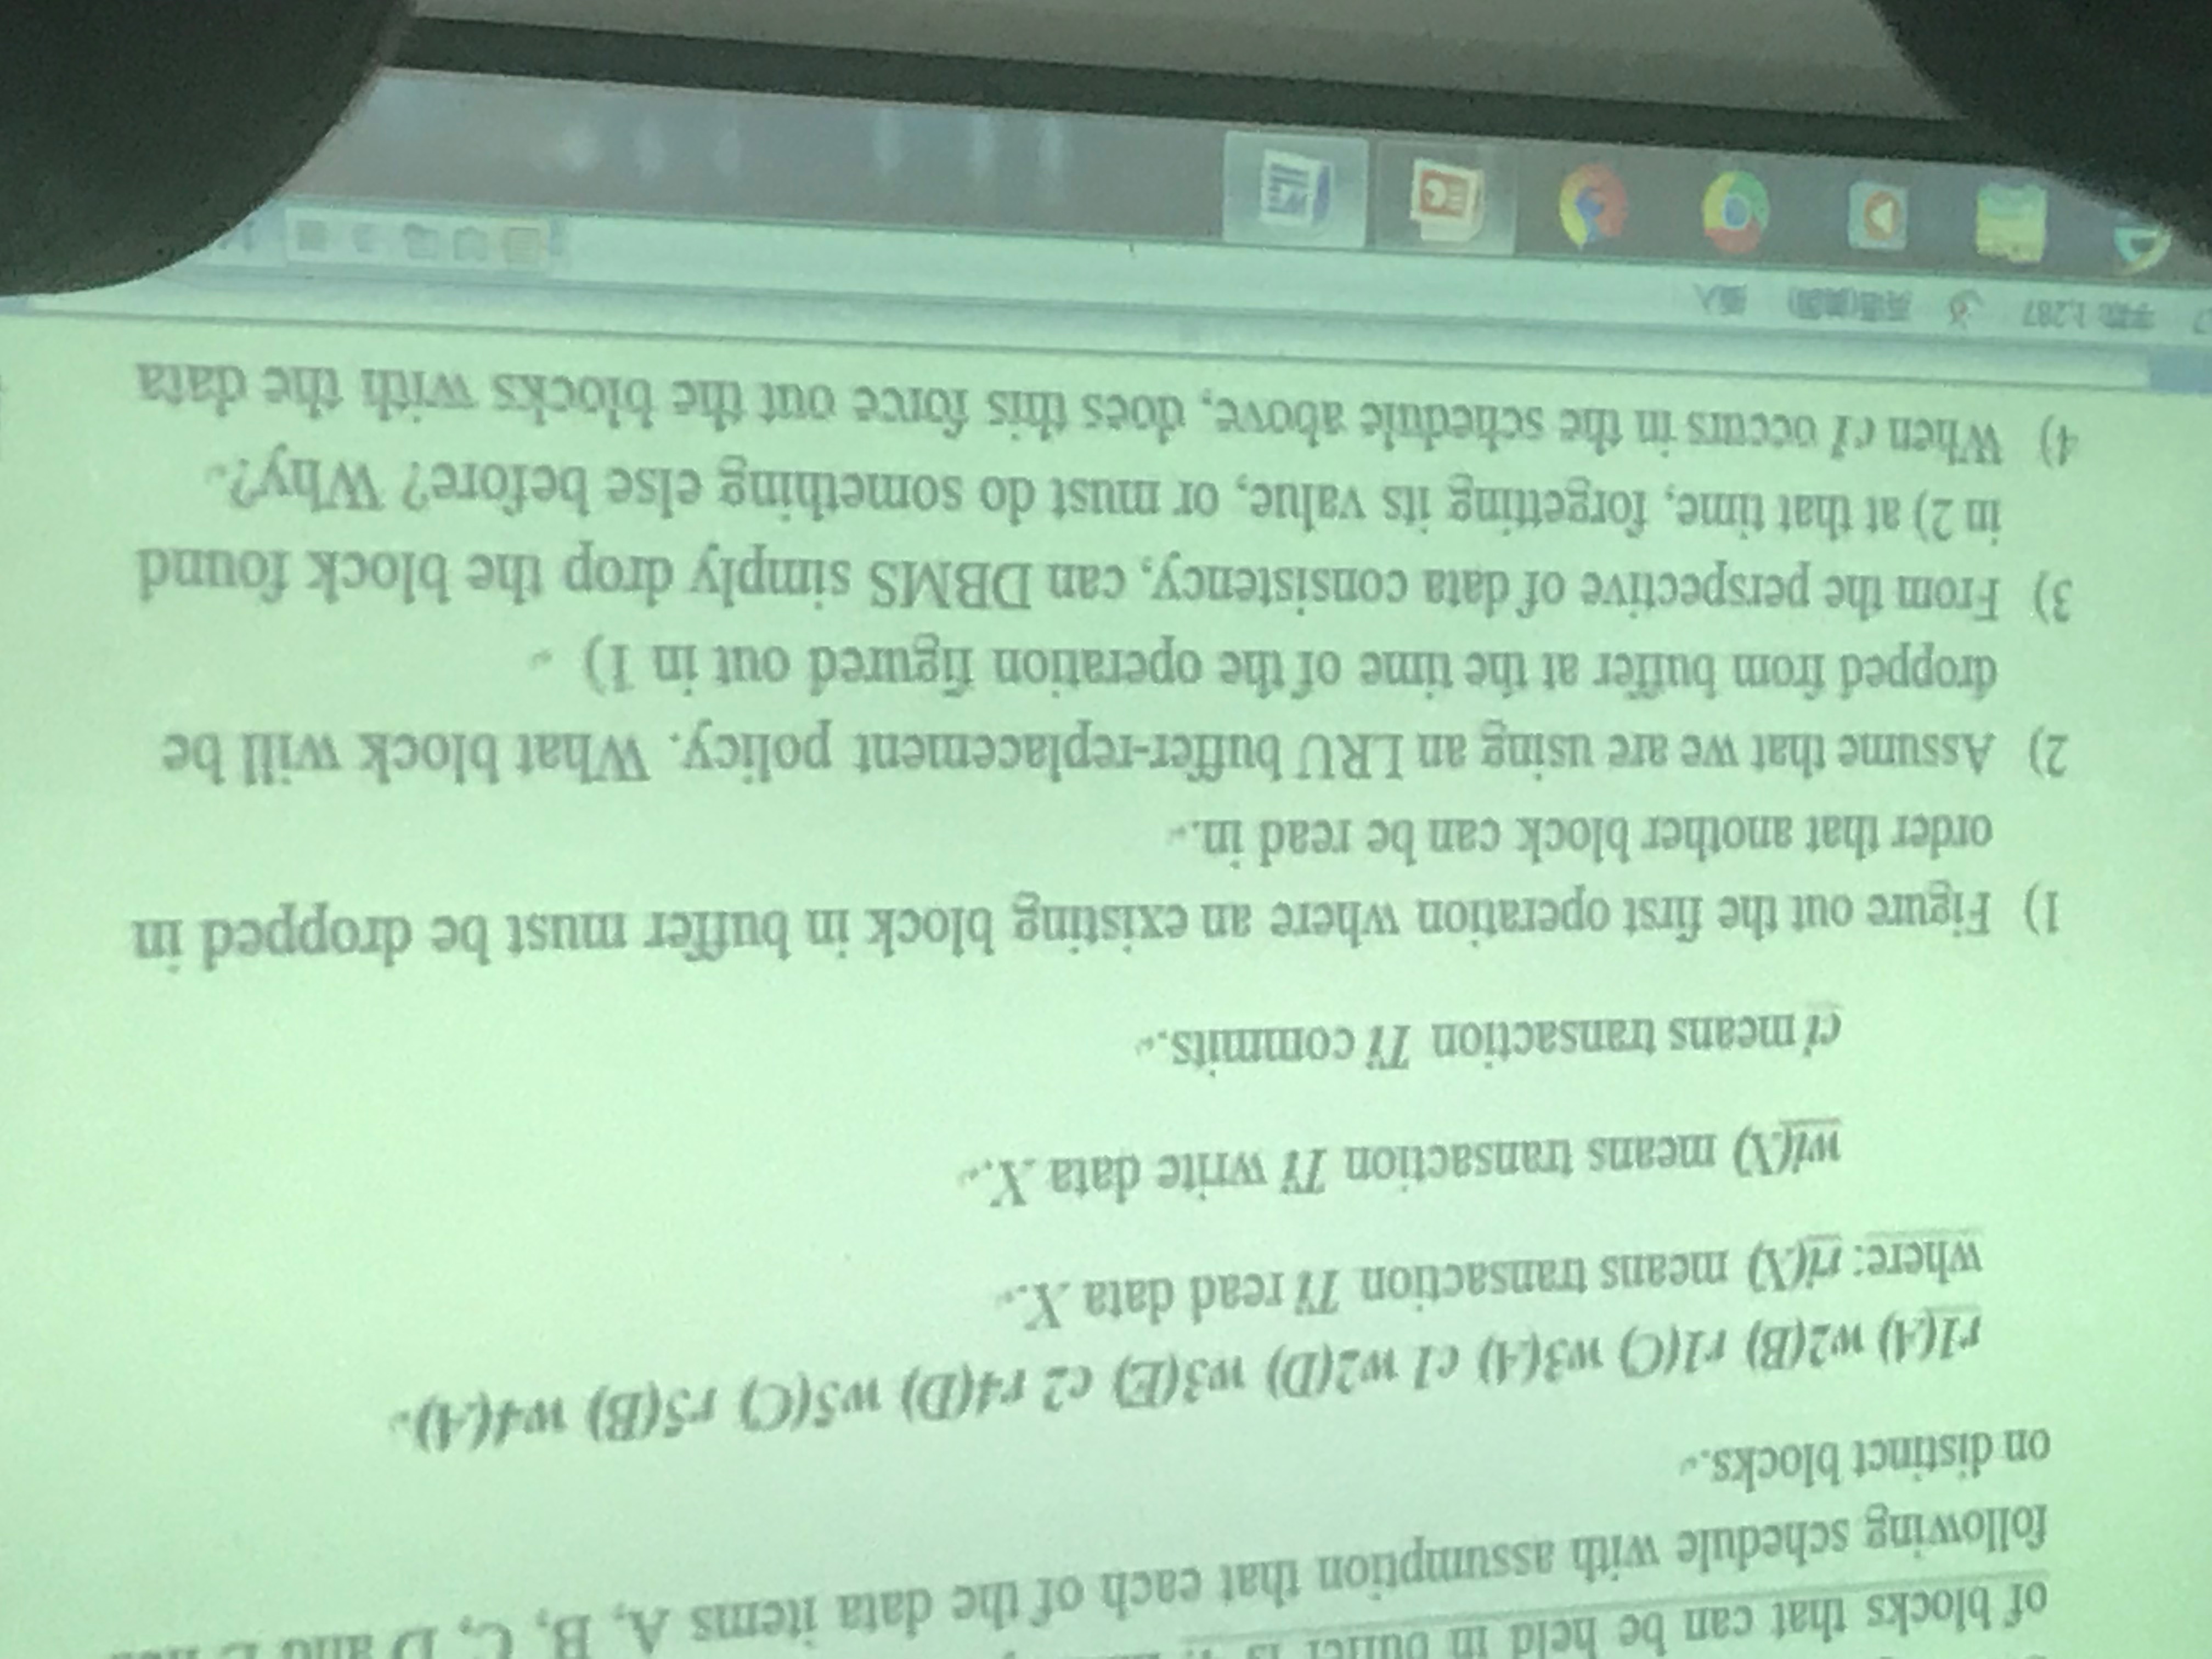 of blocks that can be held in buffer is 4.
following schedule with assumption that each of the data items A, B, C, D and E
on distinct blocks.
r1(A) w2(B) r1(C) w3(A) c1 w2(D) w3(E) c2 r4(D) w5(C) r5(B) w4(A)
where: ri(X) means transaction Ti read data X.
wi(X) means transaction Ti write data X.
ci means transaction Ti commits.
1) Figure out the first operation where an existing block in buffer must be dropped in
order that another block can be read in.
2) Assume that we are using an LRU buffer-replacement policy. What block will be
dropped from buffer at the time of the operation figured out in 1)
3) From the perspective of data consistency, can DBMS simply drop the block found
in 2) at that time, forgetting its value, or must do something else before? Why?
4) When c1 occurs in the schedule above, does this force out the blocks with the data
字数: 1,287 英语(美国) 插入